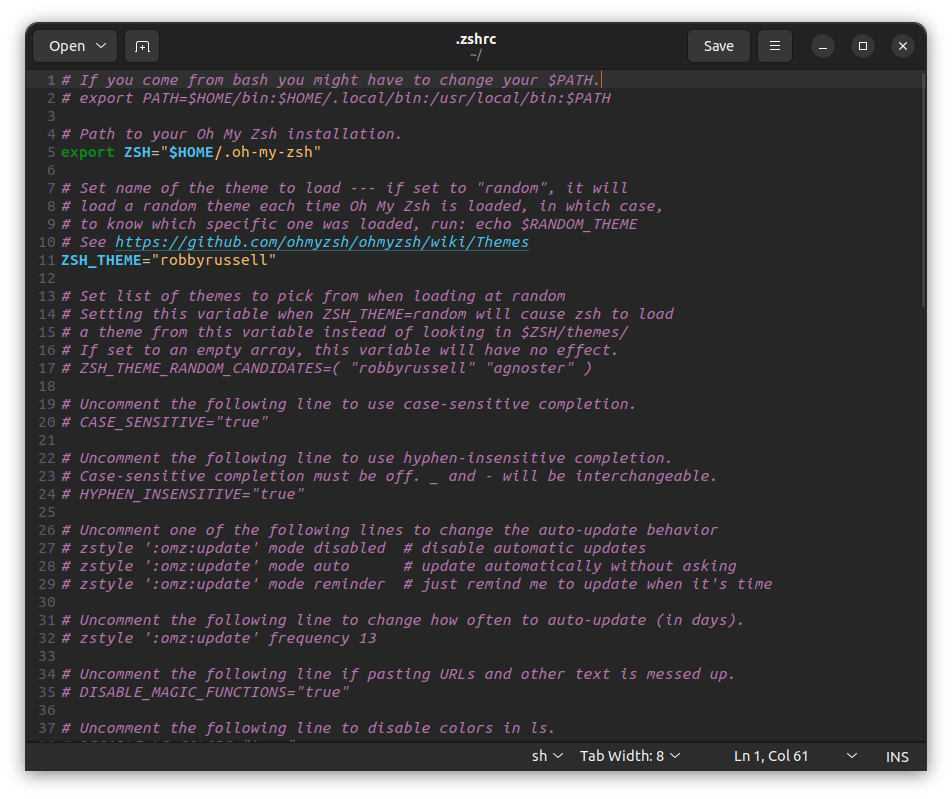 Open
.zshrc
~/
Save
1 # If you come from bash you might have to change your $PATH.
2 # export PATH=$HOME/bin:$HOME/.local/bin:/usr/local/bin:$PATH
3
4 # Path to your Oh My Zsh installation.
5 export ZSH="$HOME/.oh-my-zsh"
6
7 # Set name of the theme to load --- if set to "random", it will
8 # load a random theme each time Oh My Zsh is loaded, in which case,
9 # to know which specific one was loaded, run: echo $RANDOM_THEME
10 # See https://github.com/ohmyzsh/ohmyzsh/wiki/Themes
11 ZSH_THEME="robbyrussell"
12
13 # Set list of themes to pick from when loading at random
14 # Setting this variable when ZSH_THEME=random will cause zsh to load
15 # a theme from this variable instead of looking in $ZSH/themes/
16 # If set to an empty array, this variable will have no effect.
17 # ZSH_THEME_RANDOM_CANDIDATES=( "robbyrussell" "agnoster" )
18
19 # Uncomment the following line to use case-sensitive completion.
20 # CASE_SENSITIVE="true"
21
22 # Uncomment the following line to use hyphen-insensitive completion.
23 # Case-sensitive completion must be off. _ and - will be interchangeable.
24 # HYPHEN_INSENSITIVE="true"
25
26 # Uncomment one of the following lines to change the auto-update behavior
27 # zstyle ':omz:update' mode disabled  # disable automatic updates
28 # zstyle ':omz:update' mode auto      # update automatically without asking
29 # zstyle ':omz:update' mode reminder  # just remind me to update when it's time
30
31 # Uncomment the following line to change how often to auto-update (in days).
32 # zstyle ':omz:update' frequency 13
33
34 # Uncomment the following line if pasting URLs and other text is messed up.
35 # DISABLE_MAGIC_FUNCTIONS="true"
36
37 # Uncomment the following line to disable colors in ls.
sh
Tab Width: 8
Ln 1, Col 61
INS